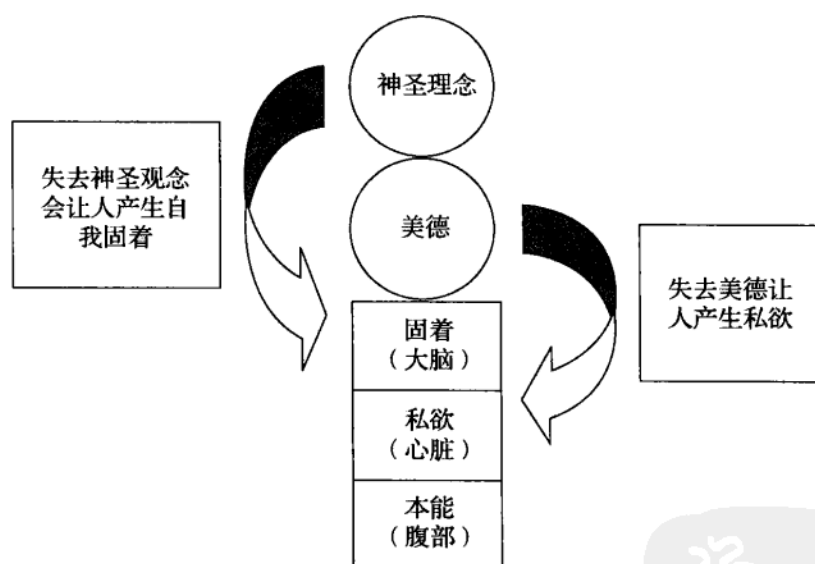 神圣理念
失去神圣观念
会让人产生自
我固着
美德
失去美德让
人产生私欲
固着
（大脑）
私欲
（心脏）
本能
（腹部）